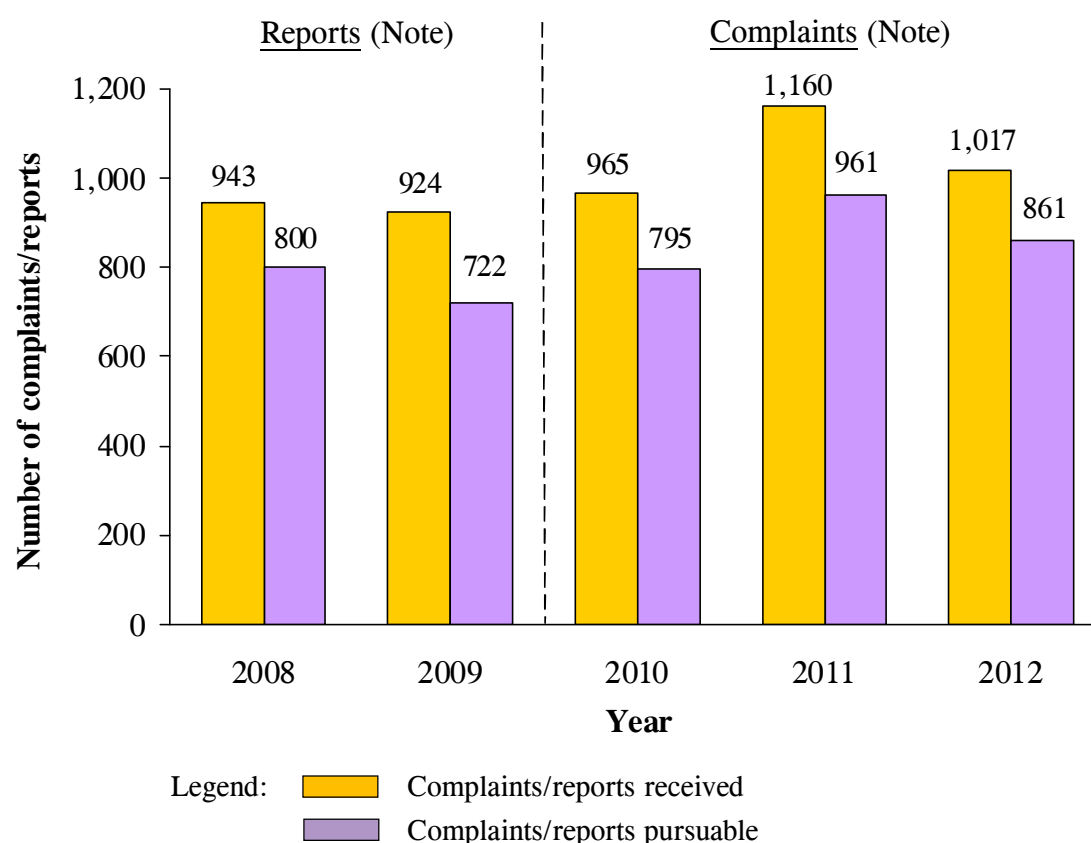 Reports (Note)
Complaints (Note)
Number of complaints/reports
1,200
1,000
800
600
400
200
0
943
800
924
722
965
795
1,160
961
1,017
861
2008 2009 2010 2011 2012
Year
Legend:
Complaints/reports received
Complaints/reports pursuable